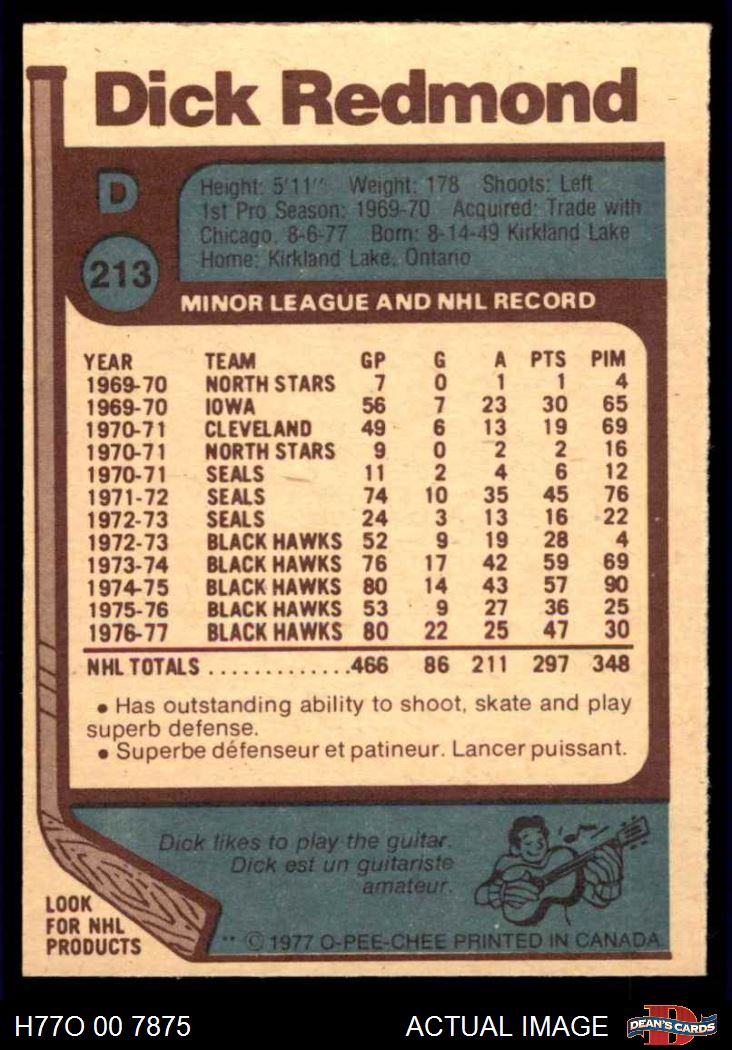 Dick Redmond
D
213
Height: 5'11" Weight: 178 Shoots: Left
1st Pro Season: 1969-70 Acquired: Trade with
Chicago, 8-6-77 Born: 8-14-49 Kirkland Lake
Home: Kirkland Lake, Ontario
MINOR LEAGUE AND NHL RECORD
YEAR TEAM GP G A PTS PIM
1969-70 NORTH STARS 7 0 1 1 4
1969-70 IOWA 56 7 23 30 65
1970-71 CLEVELAND 49 6 13 19 69
1970-71 NORTH STARS 9 0 2 2 16
1970-71 SEALS 11 2 4 6 12
1971-72 SEALS 74 10 35 45 76
1972-73 SEALS 24 3 13 16 22
1972-73 BLACK HAWKS 52 9 19 28 4
1973-74 BLACK HAWKS 76 17 42 59 69
1974-75 BLACK HAWKS 80 14 43 57 90
1975-76 BLACK HAWKS 53 9 27 36 25
1976-77 BLACK HAWKS 80 22 25 47 30
NHL TOTALS .............466 86 211 297 348
• Has outstanding ability to shoot, skate and play
superb defense.
• Superbe défenseur et patineur. Lancer puissant.
Dick likes to play the guitar.
Dick est un guitariste
amateur.
LOOK
FOR NHL
PRODUCTS
** © 1977 O-PEE-CHEE PRINTED IN CANADA
H77O 00 7875 ACTUAL IMAGE
D
DEAN'S CARDS